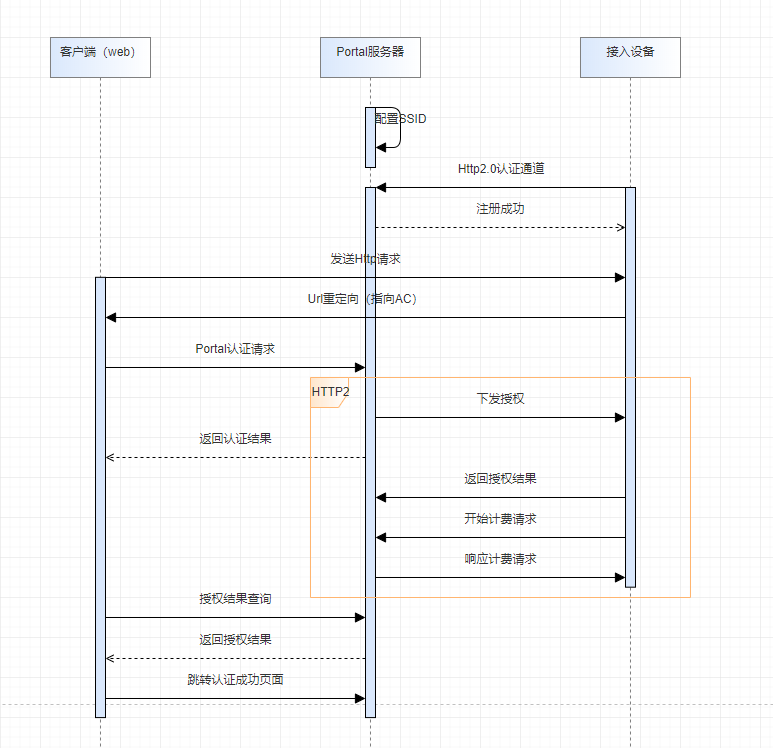 客户端（web）
Portal服务器
接入设备
配置SSID
Http2.0认证通道
注册成功
发送Http请求
Url重定向（指向AC）
Portal认证请求
HTTP2
下发授权
返回认证结果
返回授权结果
开始计费请求
响应计费请求
授权结果查询
返回授权结果
跳转认证成功页面